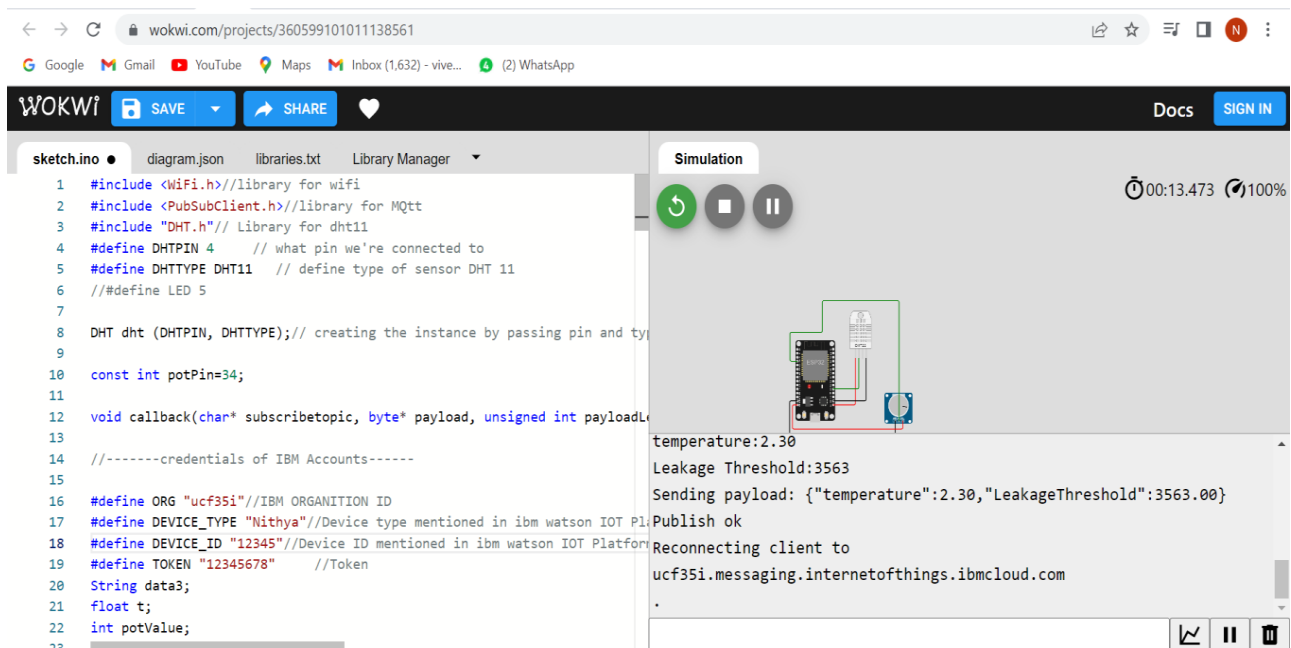 wokwi.com/projects/360599101011138561
N
Google Gmail YouTube Maps Inbox (1,632) - vive... 4 (2) WhatsApp
WOKWI SAVE SHARE Docs SIGN IN
sketch.ino ● diagram.json libraries.txt Library Manager
1 #include <WiFi.h>//library for wifi
2 #include <PubSubClient.h>//library for MQtt
3 #include "DHT.h"// Library for dht11
4 #define DHTPIN 4 // what pin we're connected to
5 #define DHTTYPE DHT11 // define type of sensor DHT 11
6 //#define LED 5
7
8 DHT dht (DHTPIN, DHTTYPE);// creating the instance by passing pin and typ
9
10 const int potPin=34;
11
12 void callback(char* subscribetopic, byte* payload, unsigned int payloadLe
13
14 //-------credentials of IBM Accounts------
15
16 #define ORG "ucf35i"//IBM ORGANITION ID
17 #define DEVICE_TYPE "Nithya"//Device type mentioned in ibm watson IOT Pla
18 #define DEVICE_ID "12345"//Device ID mentioned in ibm watson IOT Platform
19 #define TOKEN "12345678" //Token
20 String data3;
21 float t;
22 int potValue;
23
Simulation
00:13.473 100%
ESP32
temperature:2.30
Leakage Threshold:3563
Sending payload: {"temperature":2.30,"LeakageThreshold":3563.00}
Publish ok
Reconnecting client to
ucf35i.messaging.internetofthings.ibmcloud.com
.